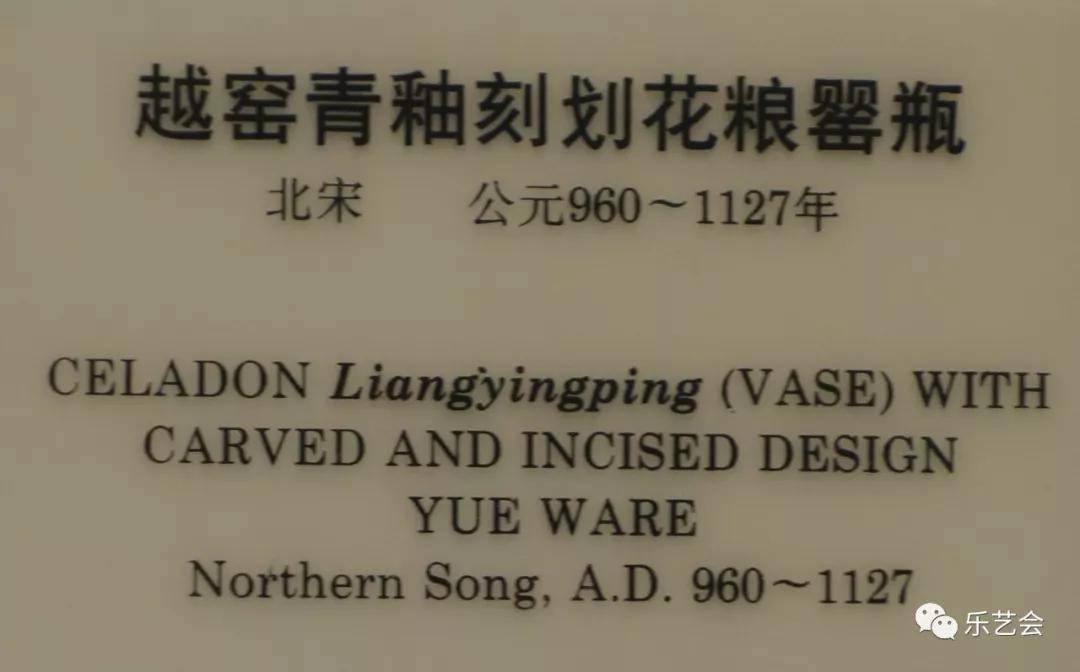 越窑青釉刻划花粮罂瓶
北宋 公元960～1127年
CELADON Liang'yingping (VASE) WITH
CARVED AND INCISED DESIGN
YUE WARE
Northern Song, A.D. 960～1127
乐艺会